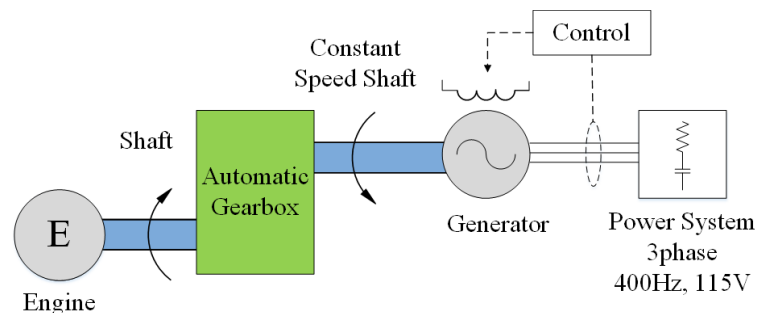 Control
Constant
Speed Shaft
Shaft
Automatic
Gearbox
E
Engine
Generator
Power System
3phase
400Hz, 115V